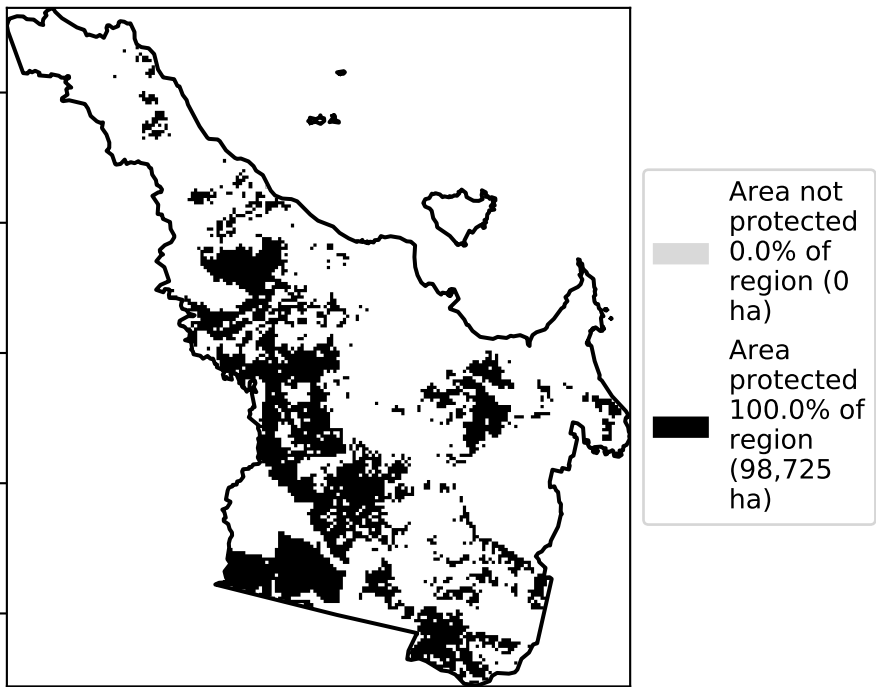 Area not
protected
0.0% of
region (0
ha)
Area
protected
100.0% of
region
(98,725
ha)